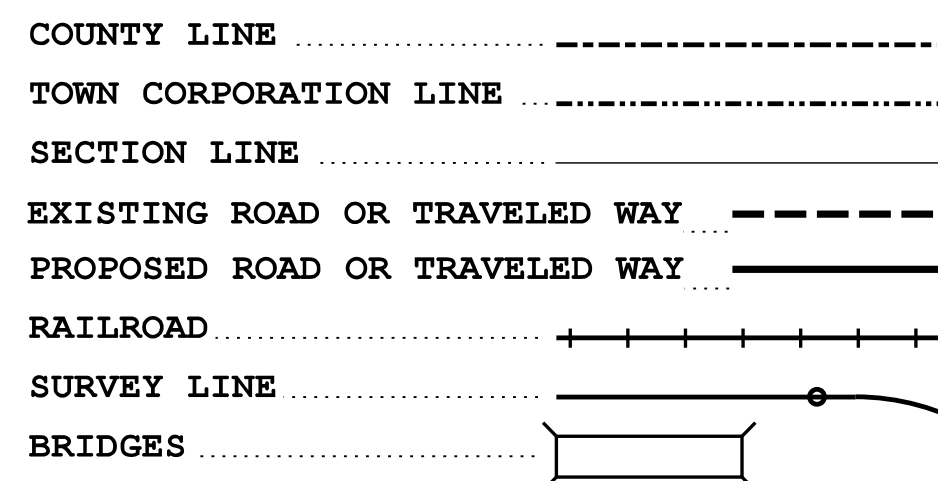 COUNTY LINE
TOWN CORPORATION LINE
SECTION LINE
EXISTING ROAD OR TRAVELED WAY
PROPOSED ROAD OR TRAVELED WAY
RAILROAD
SURVEY LINE
BRIDGES